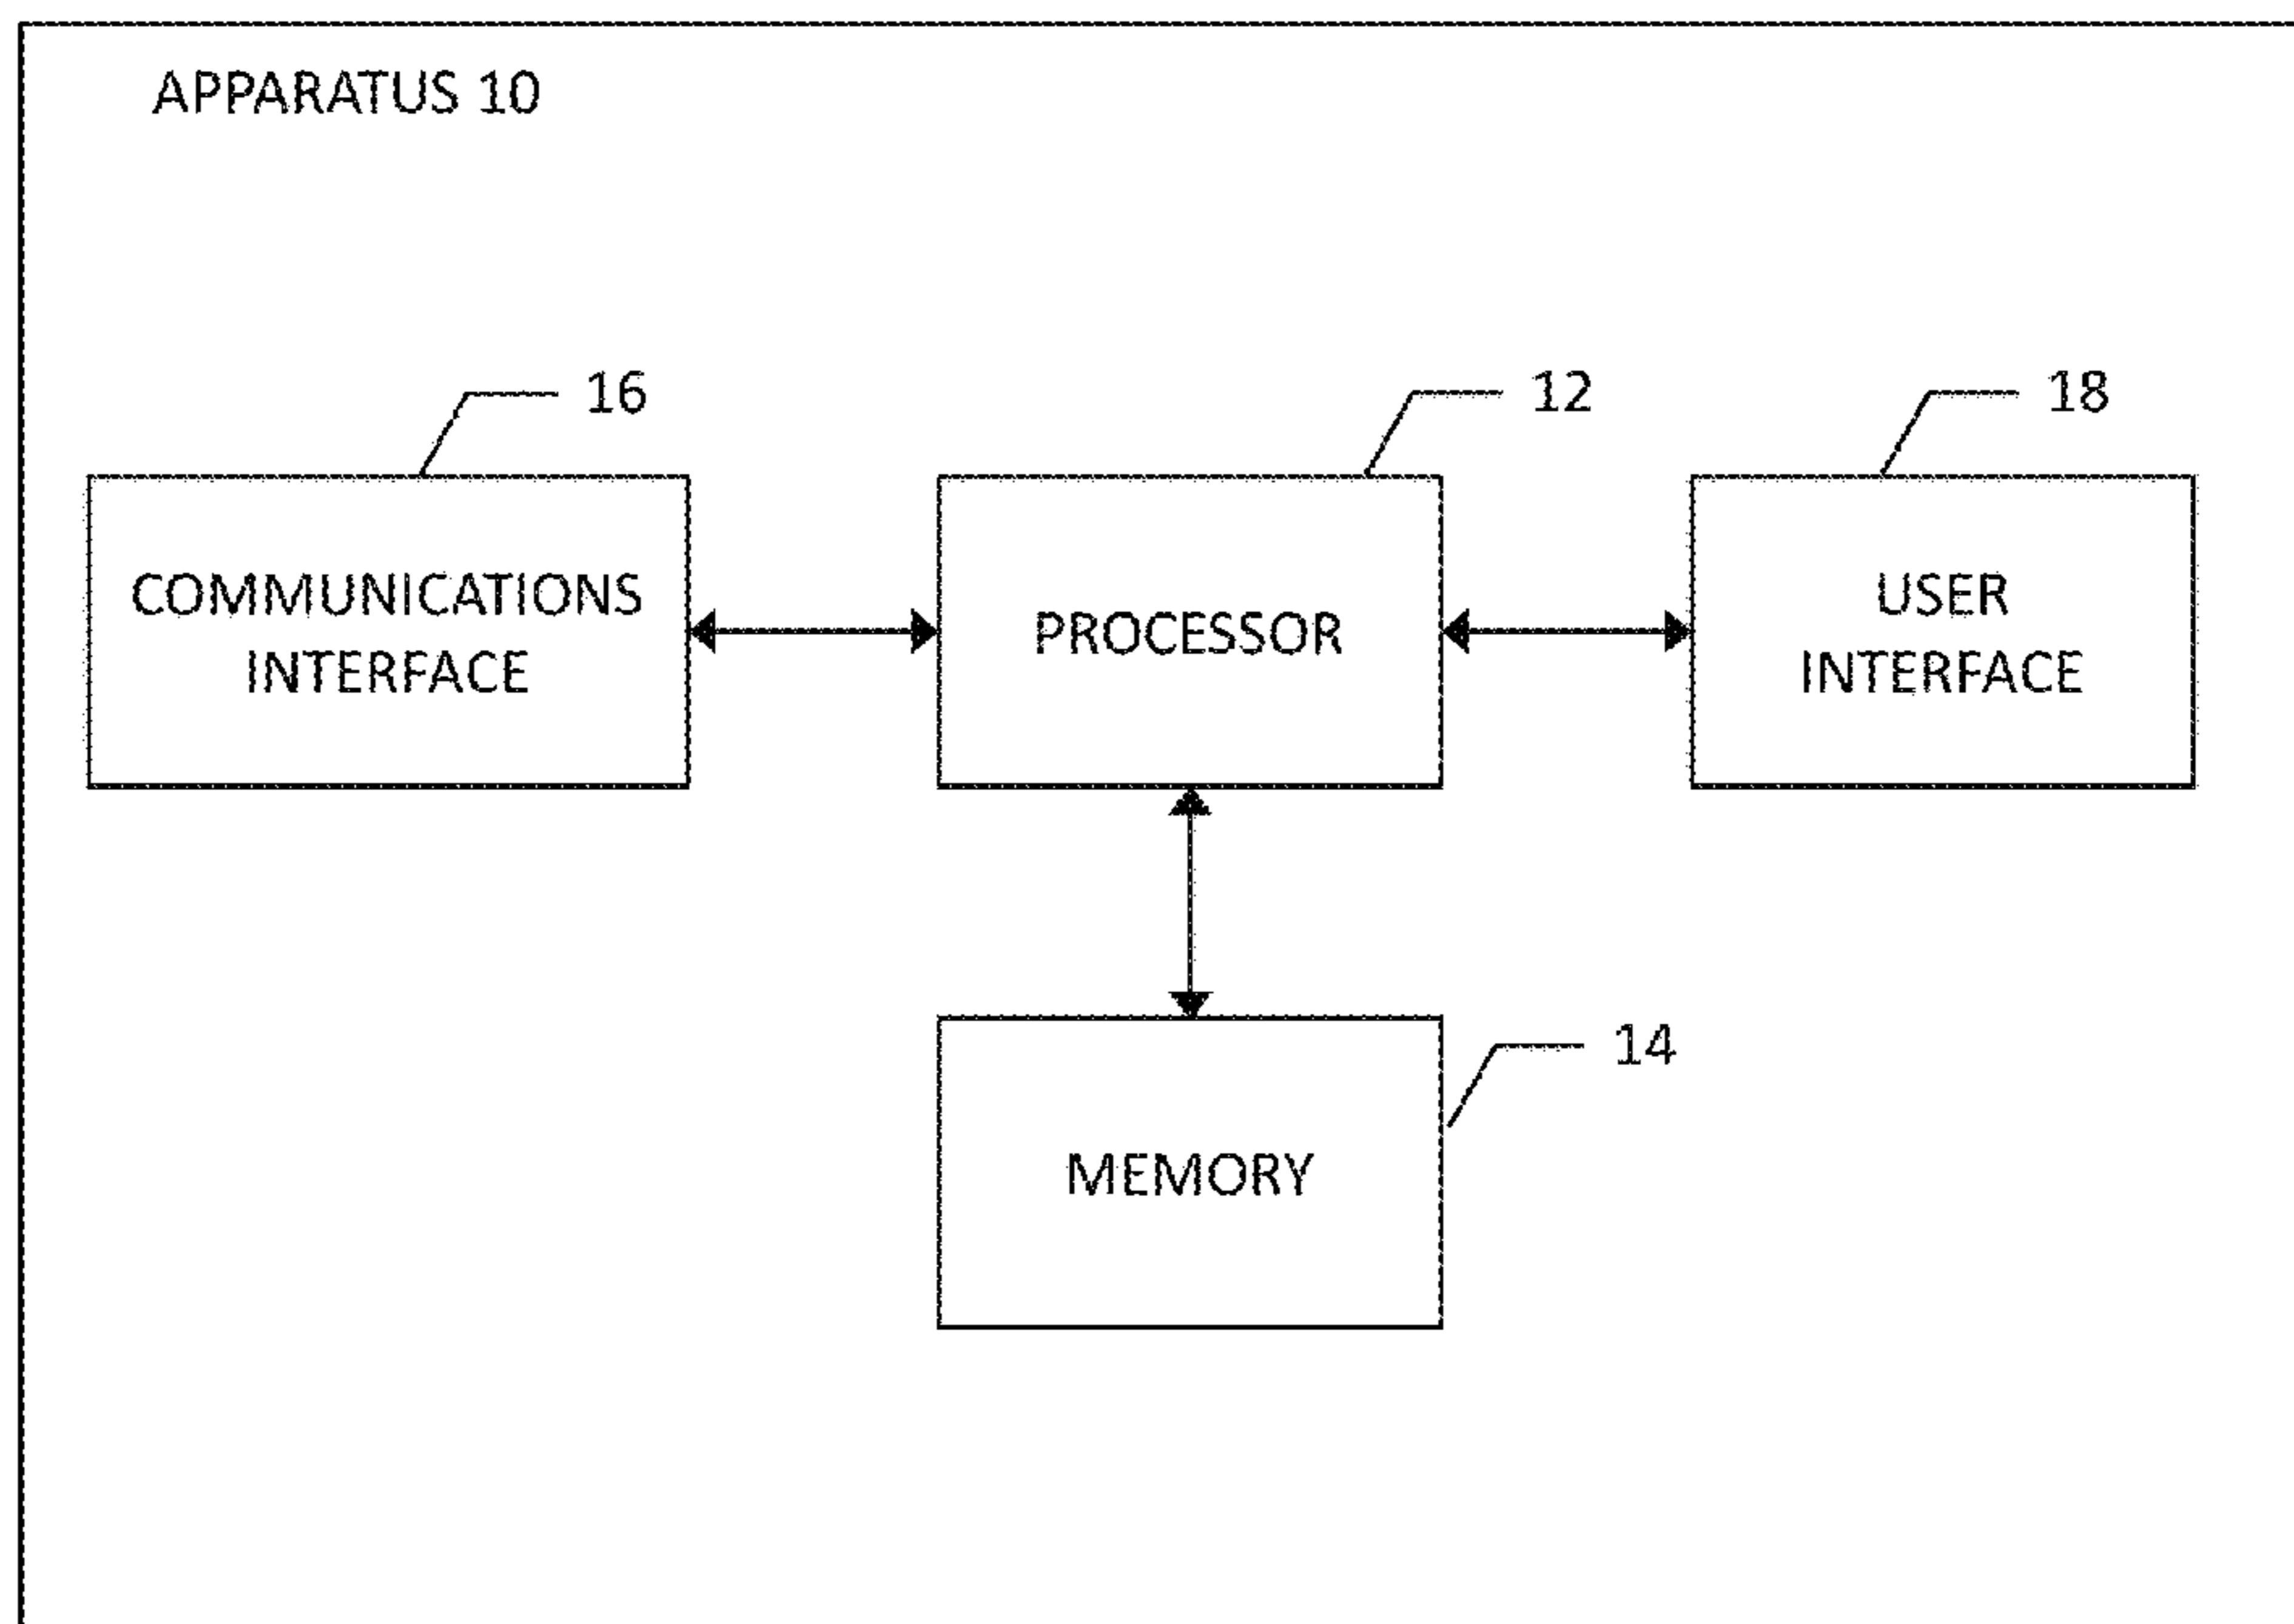 APPARATUS 10
16
12
18
COMMUNICATIONS
INTERFACE
PROCESSOR
USER
INTERFACE
14
MEMORY